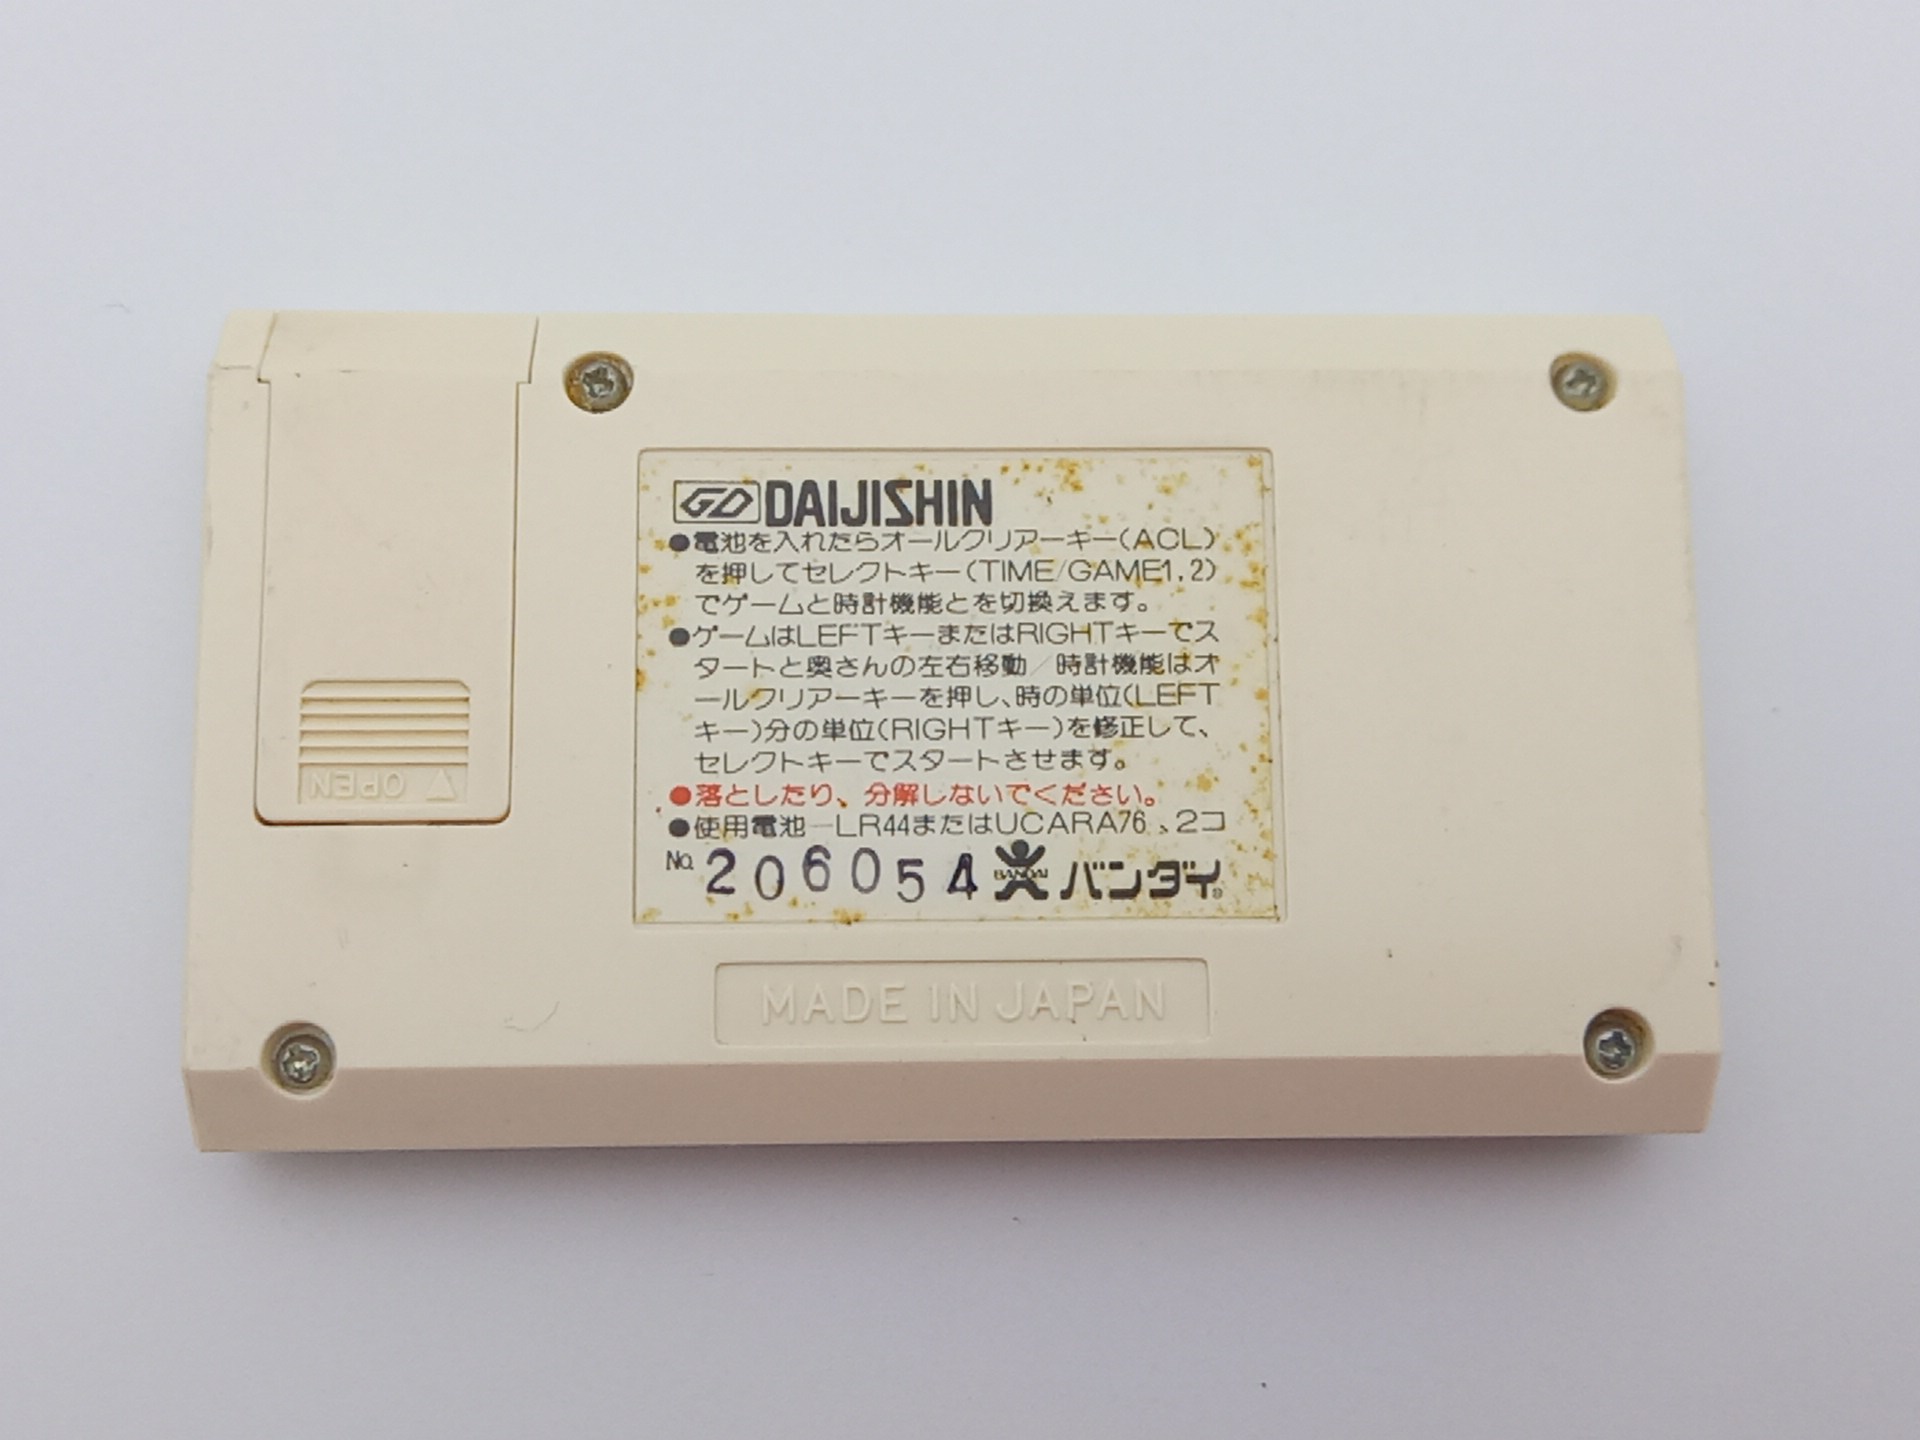 GD DAIJISHIN
●電池を入れたらオールクリアーキー(ACL)
を押してセレクトキー(TIME/GAME1,2)
でゲームと時計機能とを切換えます。
●ゲームはLEFTキーまたはRIGHTキーでス
タートと奥さんの左右移動/時計機能はオ
ールクリアーキーを押し、時の単位(LEFT
キー)分の単位(RIGHTキー)を修正して、
セレクトキーでスタートさせます。
●落としたり、分解しないでください。
●使用電池—LR44またはUCARA76、2コ
No. 206054 BANDAI バンダイ®
OPEN
MADE IN JAPAN